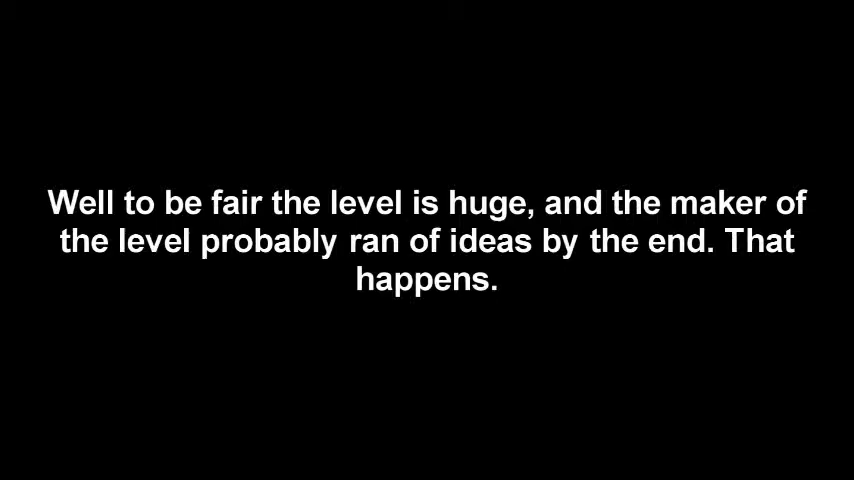 Well to be fair the level is huge, and the maker of
the level probably ran of ideas by the end. That
happens.